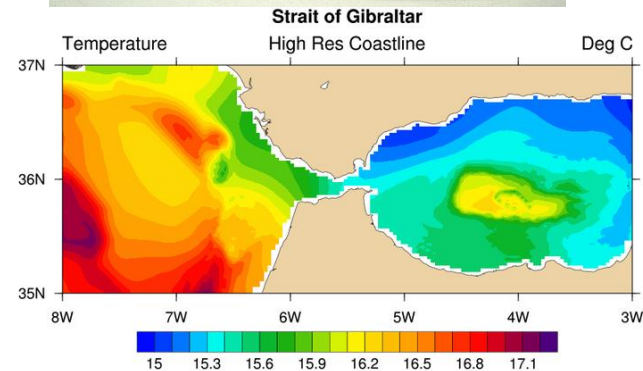 Strait of Gibraltar
Temperature High Res Coastline Deg C
37N
36N
35N
8W 7W 6W 5W 4W 3W
15 15.3 15.6 15.9 16.2 16.5 16.8 17.1